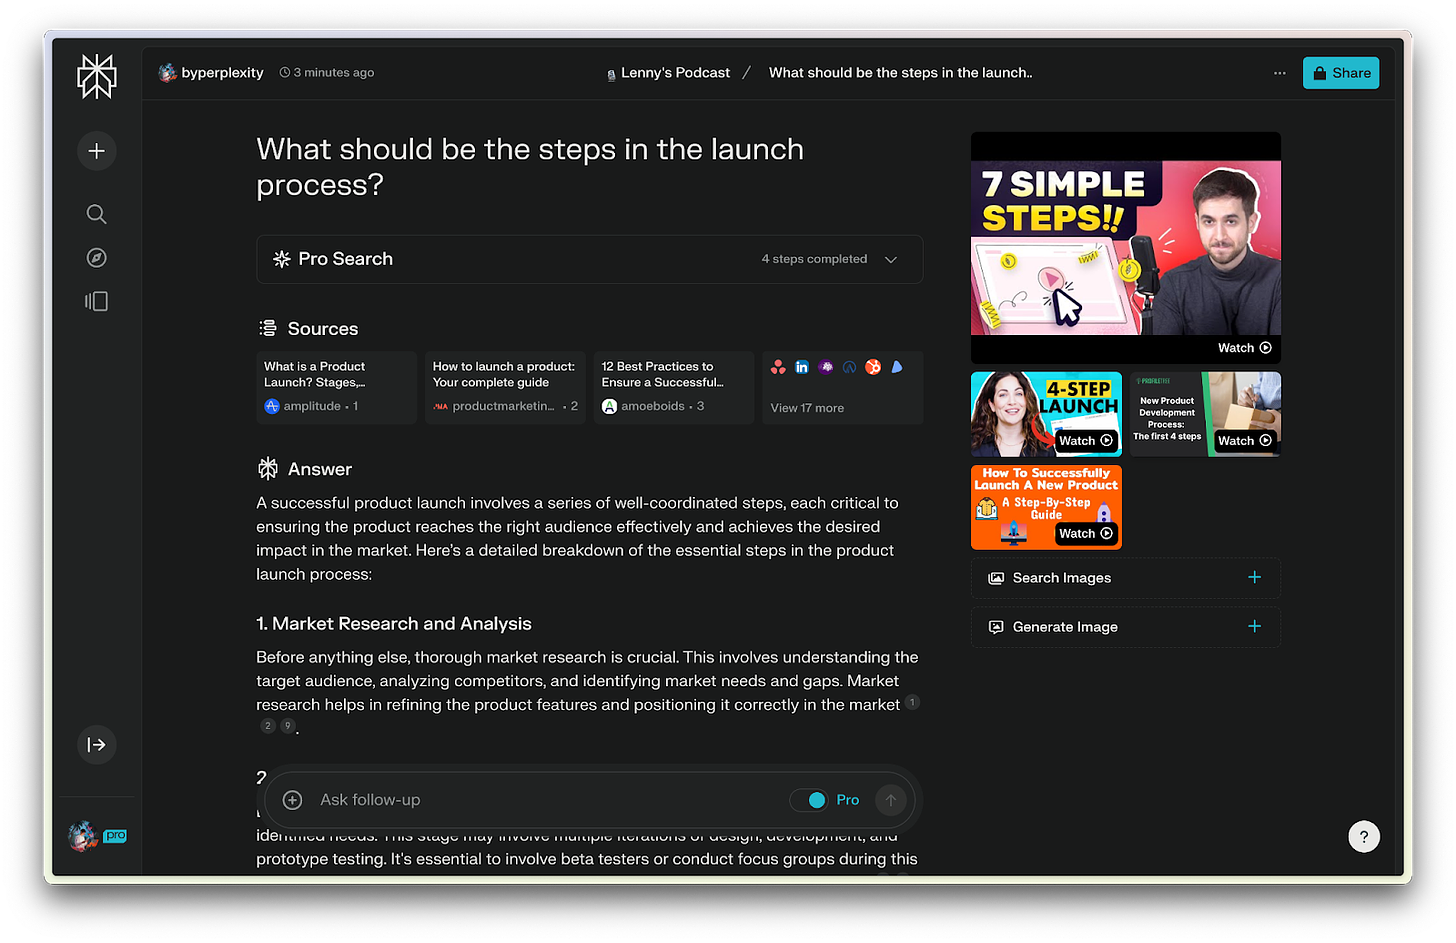 byperplexity
3 minutes ago
Lenny's Podcast / What should be the steps in the launch..
Share
What should be the steps in the launch
process?
Pro Search
4 steps completed
Sources
What is a Product
Launch? Stages,...
amplitude · 1
How to launch a product:
Your complete guide
productmarketin... · 2
12 Best Practices to
Ensure a Successful...
amoeboids · 3
View 17 more
Answer
A successful product launch involves a series of well-coordinated steps, each critical to
ensuring the product reaches the right audience effectively and achieves the desired
impact in the market. Here's a detailed breakdown of the essential steps in the product
launch process:
1. Market Research and Analysis
Before anything else, thorough market research is crucial. This involves understanding the
target audience, analyzing competitors, and identifying market needs and gaps. Market
research helps in refining the product features and positioning it correctly in the market 1
2 9 .
2
Ask follow-up
Pro
identified needs. This stage may involve multiple iterations of design, development, and
prototype testing. It's essential to involve beta testers or conduct focus groups during this
7 SIMPLE
STEPS!!
Watch
4-STEP
LAUNCH
Watch
PROFILETREE
New Product
Development
Process:
The first 4 steps
Watch
How To Successfully
Launch A New Product
A Step-By-Step
Guide
Watch
Search Images
Generate Image
pro
?